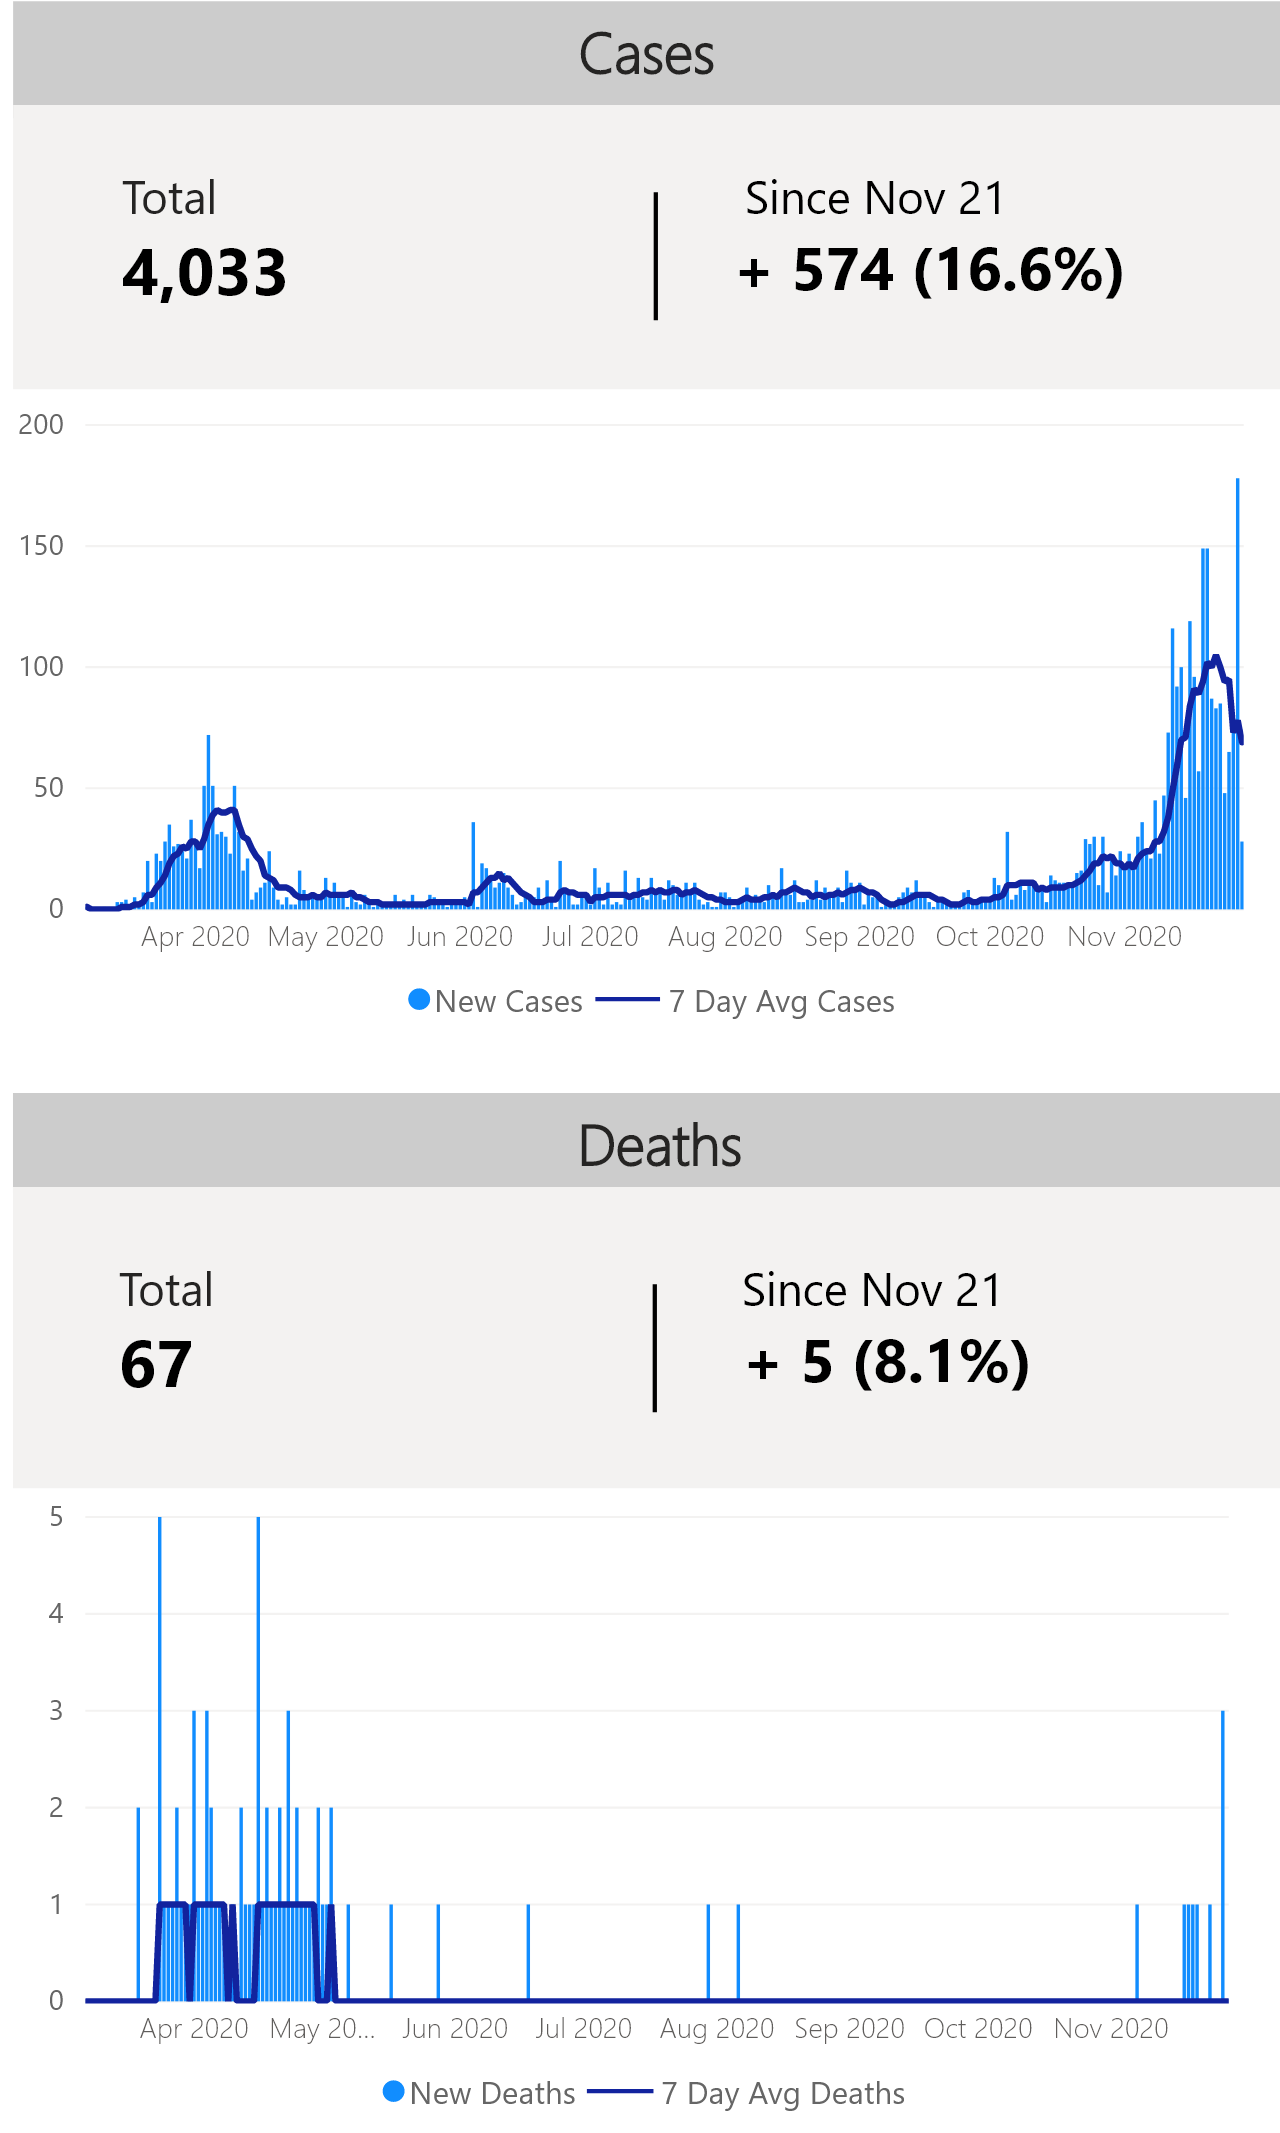 Cases
Total
Since Nov 21
4,033
+ 574 (16.6%)
200
150
100
50
0
Apr 2020 May 2020 Jun 2020 Jul 2020 Aug 2020 Sep 2020 Oct 2020 Nov 2020
New Cases 7 Day Avg Cases
Deaths
Total
Since Nov 21
67
+ 5 (8.1%)
5
4
3
2
1
0
Apr 2020 May 20... Jun 2020 Jul 2020 Aug 2020 Sep 2020 Oct 2020 Nov 2020
New Deaths 7 Day Avg Deaths